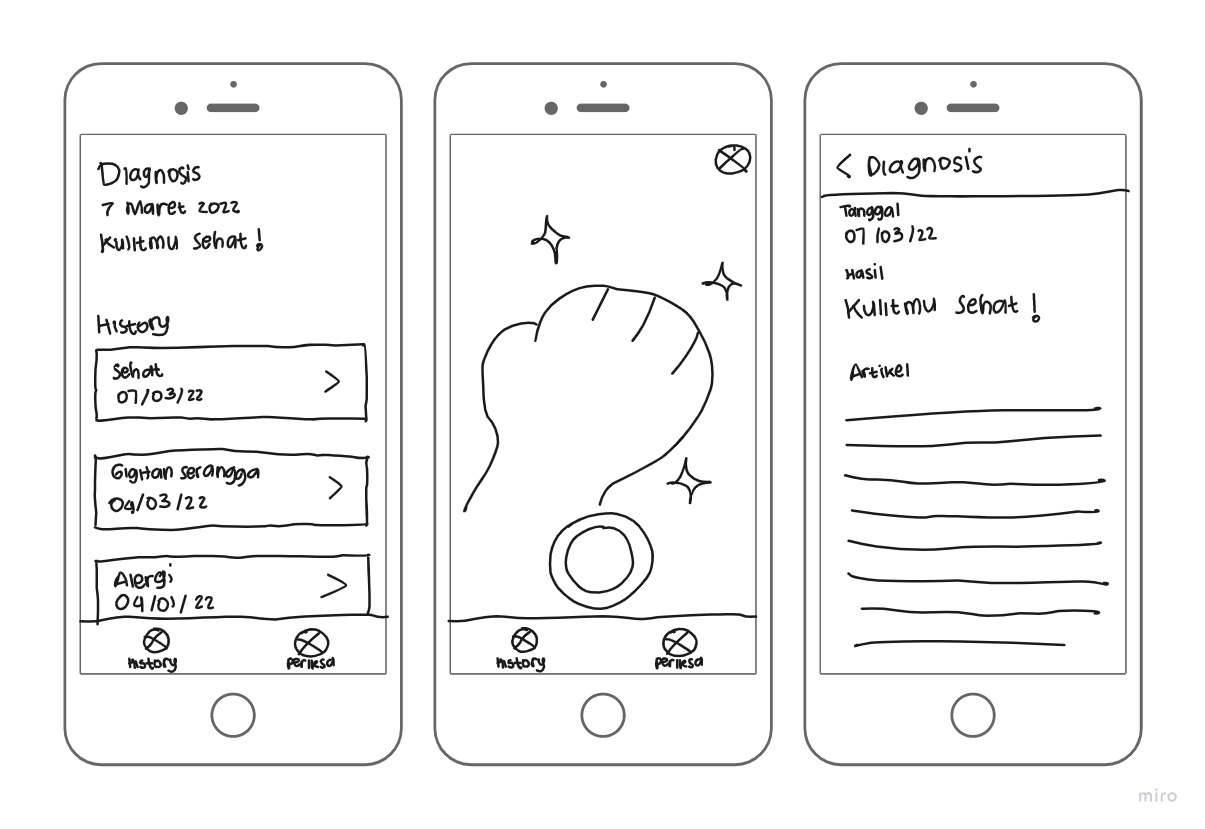 Diagnosis
7 Maret 2022
Kulitmu Sehat!
History
Sehat
07/03/22
Gigitan serangga
04/03/22
Alergi
04/01/22
History
Periksa
History
Periksa
< Diagnosis
Tanggal
07/03/22
Hasil
Kulitmu Sehat!
Artikel
miro